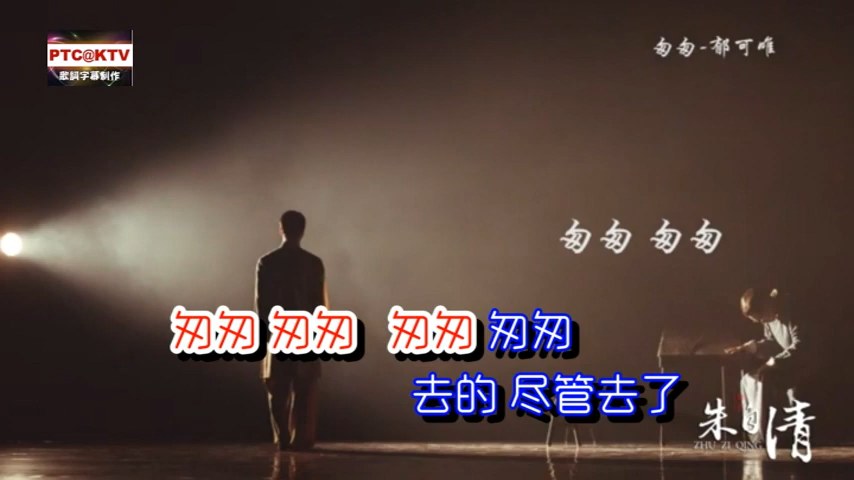 PTC@KTV
歌詞字幕制作
匆匆-郁可唯
匆匆 匆匆
匆匆 匆匆 匆匆 匆匆
去的 尽管去了
朱自清
ZHU ZI QING